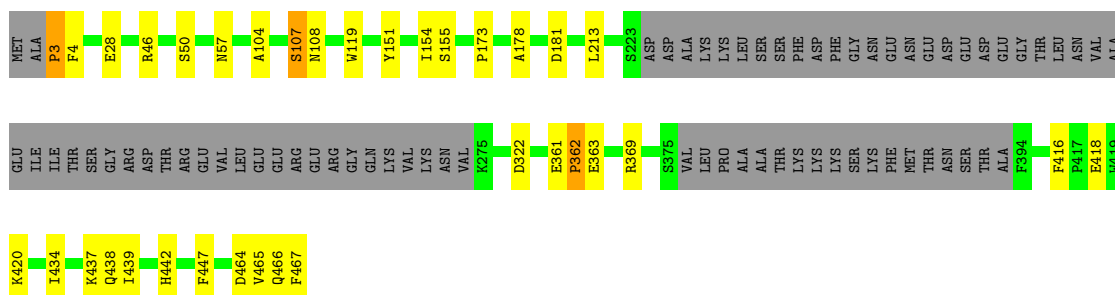 MET ALA P3 F4 E28 R46 S50 N57 A104 S107 N108 W119 Y151 I154 S155 P173 A178 D181 L213 S223 ASP ASP ALA LYS LYS LEU SER SER PHE ASP PHE GLY ASN GLU ASN GLU ASP GLU ASP GLU GLY THR LEU ASN VAL ALA
GLU ILE ILE THR SER GLY ARG ASP THR ARG GLU VAL LEU GLU GLU ARG GLU ARG GLY GLN LYS VAL LYS ASN VAL K275 D322 E361 P362 E363 R369 S375 VAL LEU PRO ALA ALA THR LYS LYS LYS SER LYS PHE MET THR ASN SER THR ALA F394 F416 P417 E418 W419
K420 I434 K437 Q438 I439 H442 F447 D464 V465 Q466 F467